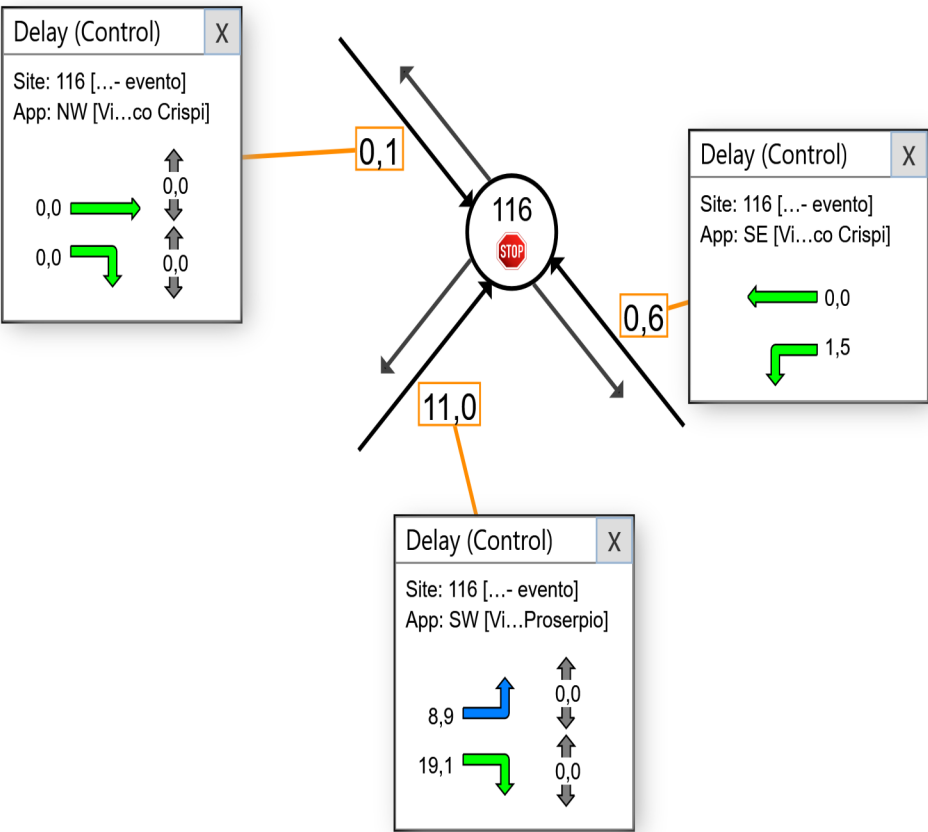 Delay (Control) X
Site: 116 [...- evento]
App: NW [Vi...co Crispi]
0,0
0,0
0,0
0,0
0,1
116
STOP
Delay (Control) X
Site: 116 [...- evento]
App: SE [Vi...co Crispi]
0,0
1,5
0,6
11,0
Delay (Control) X
Site: 116 [...- evento]
App: SW [Vi...Proserpio]
0,0
8,9
19,1
0,0